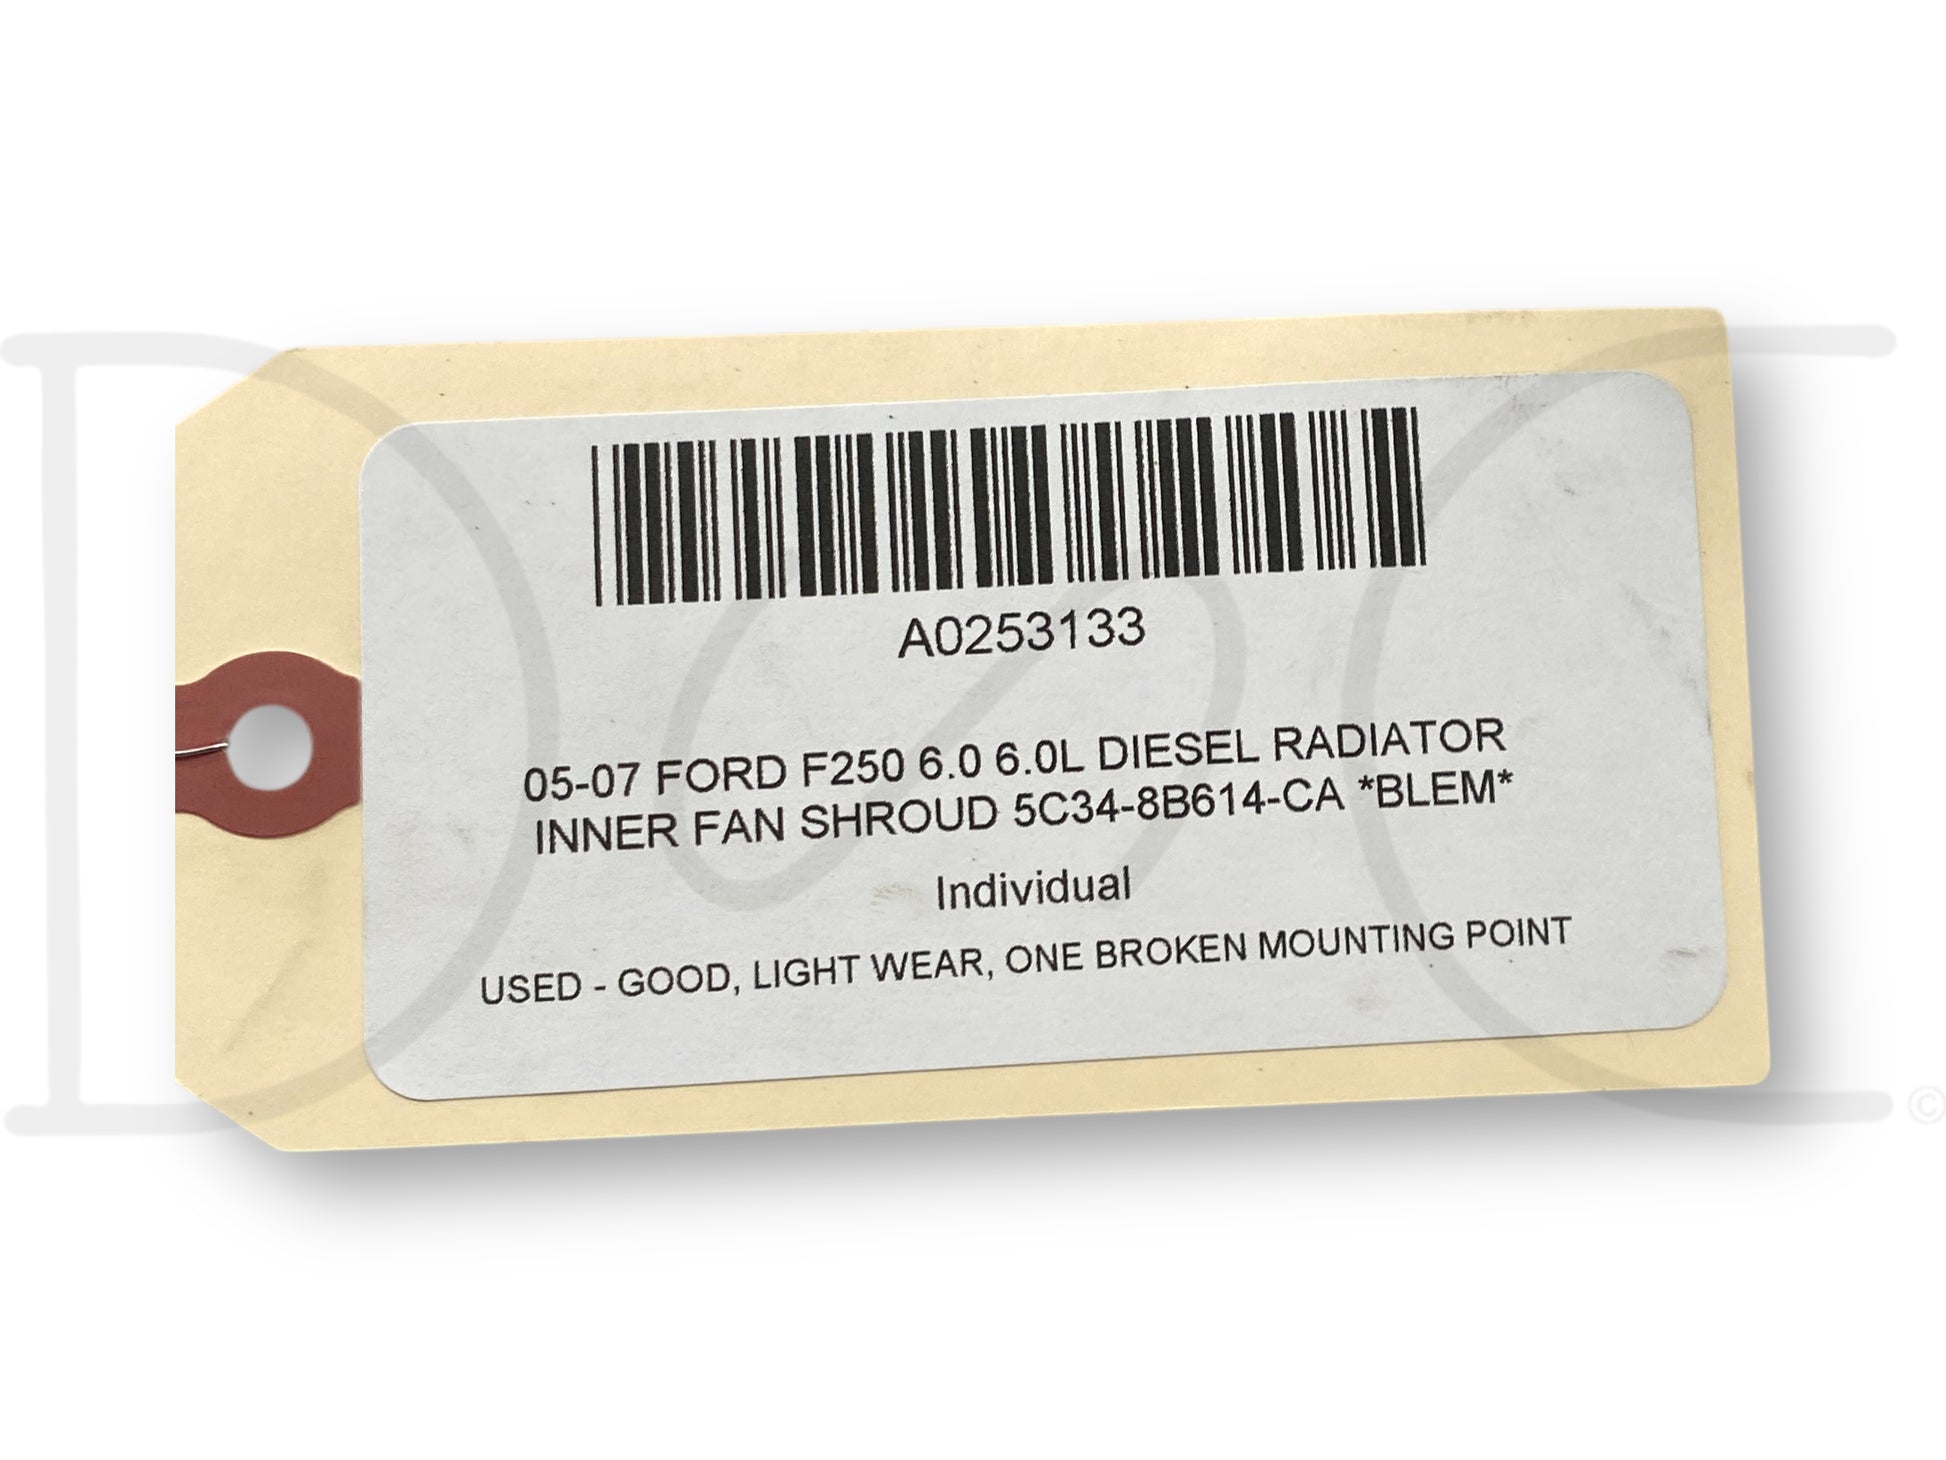 A0253133
05-07 FORD F250 6.0 6.0L DIESEL RADIATOR
INNER FAN SHROUD 5C34-8B614-CA *BLEM*
Individual
USED - GOOD, LIGHT WEAR, ONE BROKEN MOUNTING POINT
©